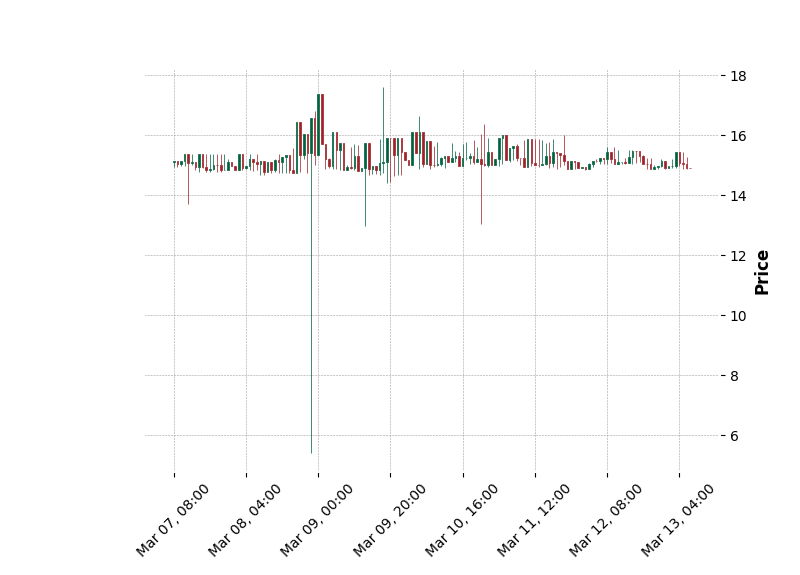 18
16
14
12
10
8
6
Price
Mar 07, 08:00
Mar 08, 04:00
Mar 09, 00:00
Mar 09, 20:00
Mar 10, 16:00
Mar 11, 12:00
Mar 12, 08:00
Mar 13, 04:00